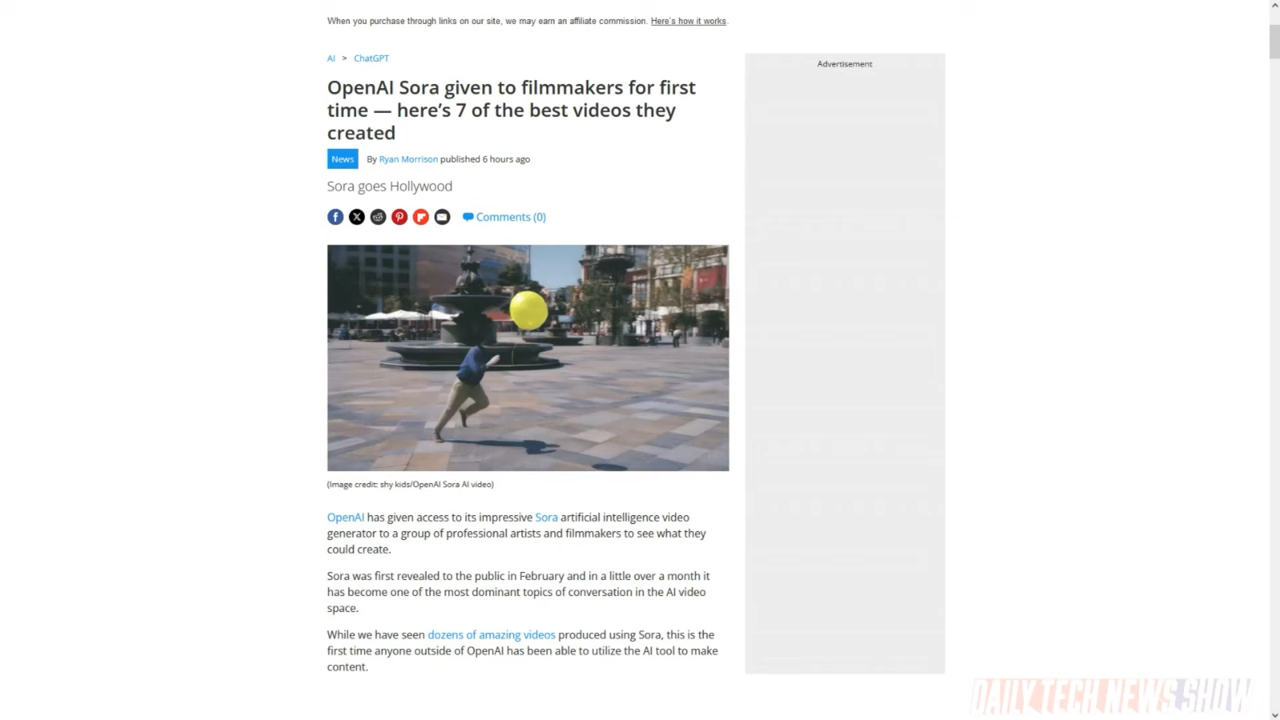 When you purchase through links on our site, we may earn an affiliate commission. Here's how it works.
AI > ChatGPT
Advertisement
OpenAI Sora given to filmmakers for first
time — here's 7 of the best videos they
created
News By Ryan Morrison published 6 hours ago
Sora goes Hollywood
Comments (0)
(Image credit: shy kids/OpenAI Sora AI video)
OpenAI has given access to its impressive Sora artificial intelligence video
generator to a group of professional artists and filmmakers to see what they
could create.
Sora was first revealed to the public in February and in a little over a month it
has become one of the most dominant topics of conversation in the AI video
space.
While we have seen dozens of amazing videos produced using Sora, this is the
first time anyone outside of OpenAI has been able to utilize the AI tool to make
content.
DAILY TECH NEWS SHOW